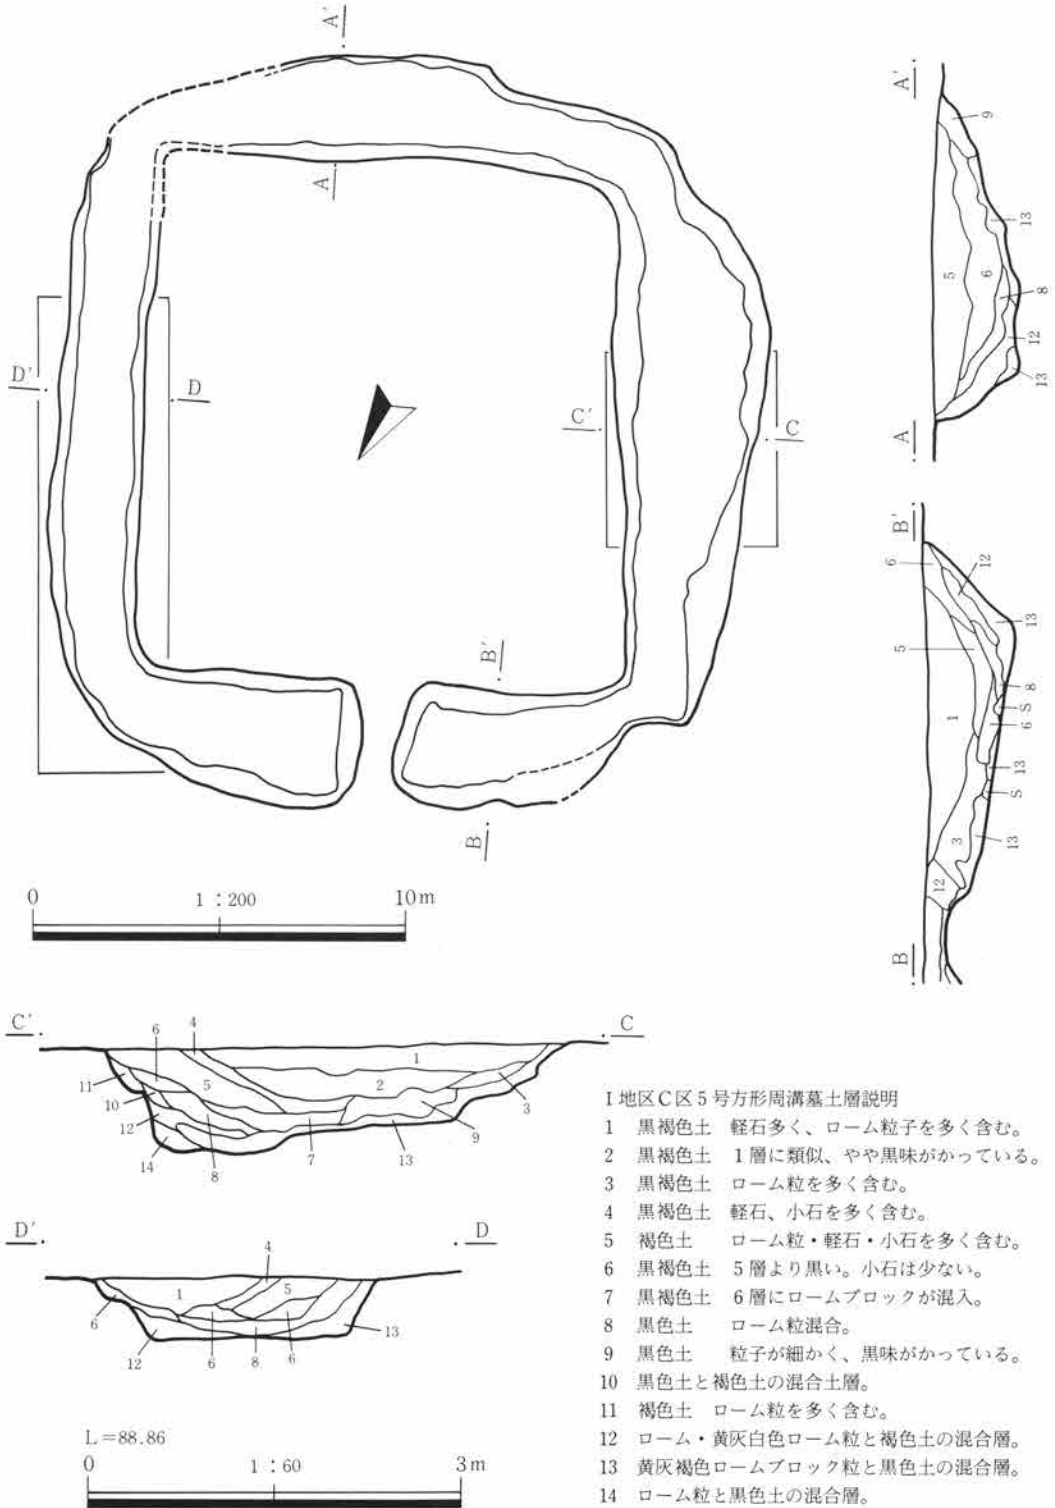 A'
A
D'
D
C'
C
B'
B
0 1:200 10m
A'
9
13
5
6
8
12
13
A
B'
6
12
13
5
8
1
S
6
13
S
3
13
12
B
C'
C
6
4
1
11
5
2
10
12
3
9
14
8
7
13
D'
D
4
1
5
6
13
12
6
8
6
L=88.86
0 1:60 3m
I地区C区5号方形周溝墓土層説明
1 黒褐色土 軽石多く、ローム粒子を多く含む。
2 黒褐色土 1層に類似、やや黒味がかっている。
3 黒褐色土 ローム粒を多く含む。
4 黒褐色土 軽石、小石を多く含む。
5 褐色土 ローム粒・軽石・小石を多く含む。
6 黒褐色土 5層より黒い。小石は少ない。
7 黒褐色土 6層にロームブロックが混入。
8 黒色土 ローム粒混合。
9 黒色土 粒子が細かく、黒味がかっている。
10 黒色土と褐色土の混合土層。
11 褐色土 ローム粒を多く含む。
12 ローム・黄灰白色ローム粒と褐色土の混合層。
13 黄灰褐色ロームブロック粒と黒色土の混合層。
14 ローム粒と黒色土の混合層。